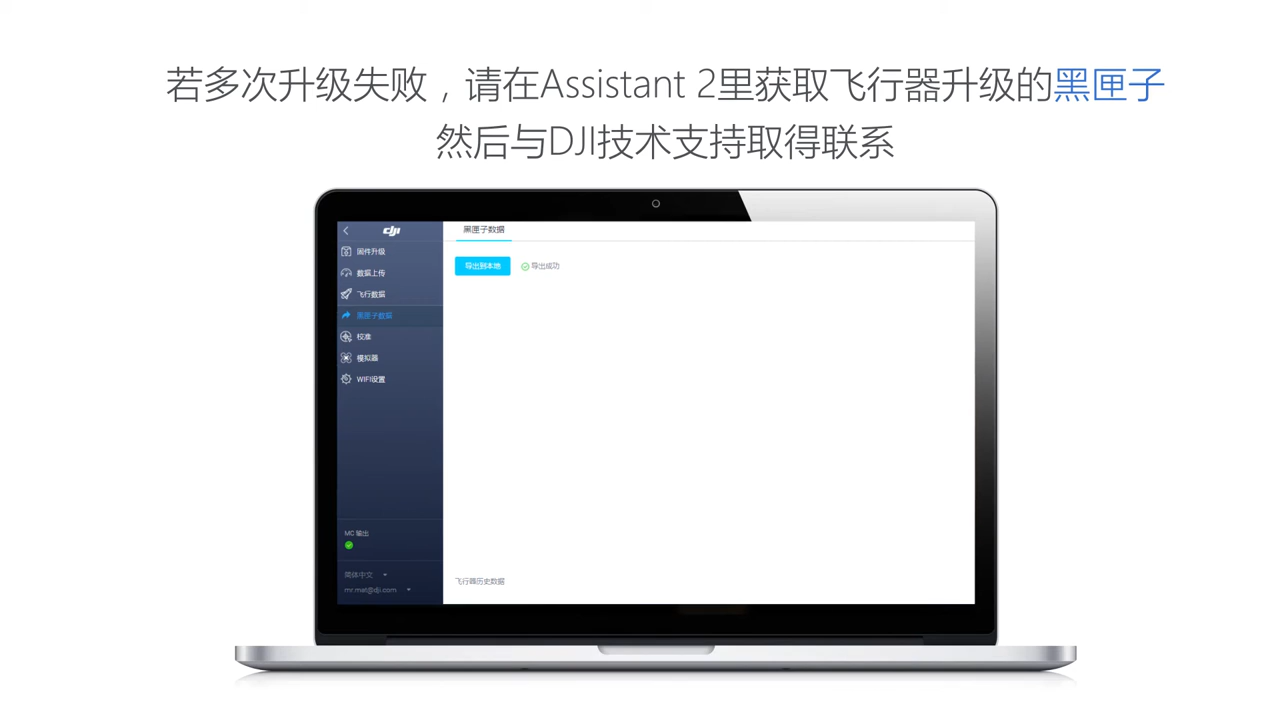 若多次升级失败，请在Assistant 2里获取飞行器升级的黑匣子
然后与DJI技术支持取得联系
dji
黑匣子数据
固件升级
导出到本地
导出成功
数据上传
飞行数据
黑匣子数据
校准
模拟器
WIFI设置
MC 输出
简体中文
飞行器历史数据
mr.mat@dji.com